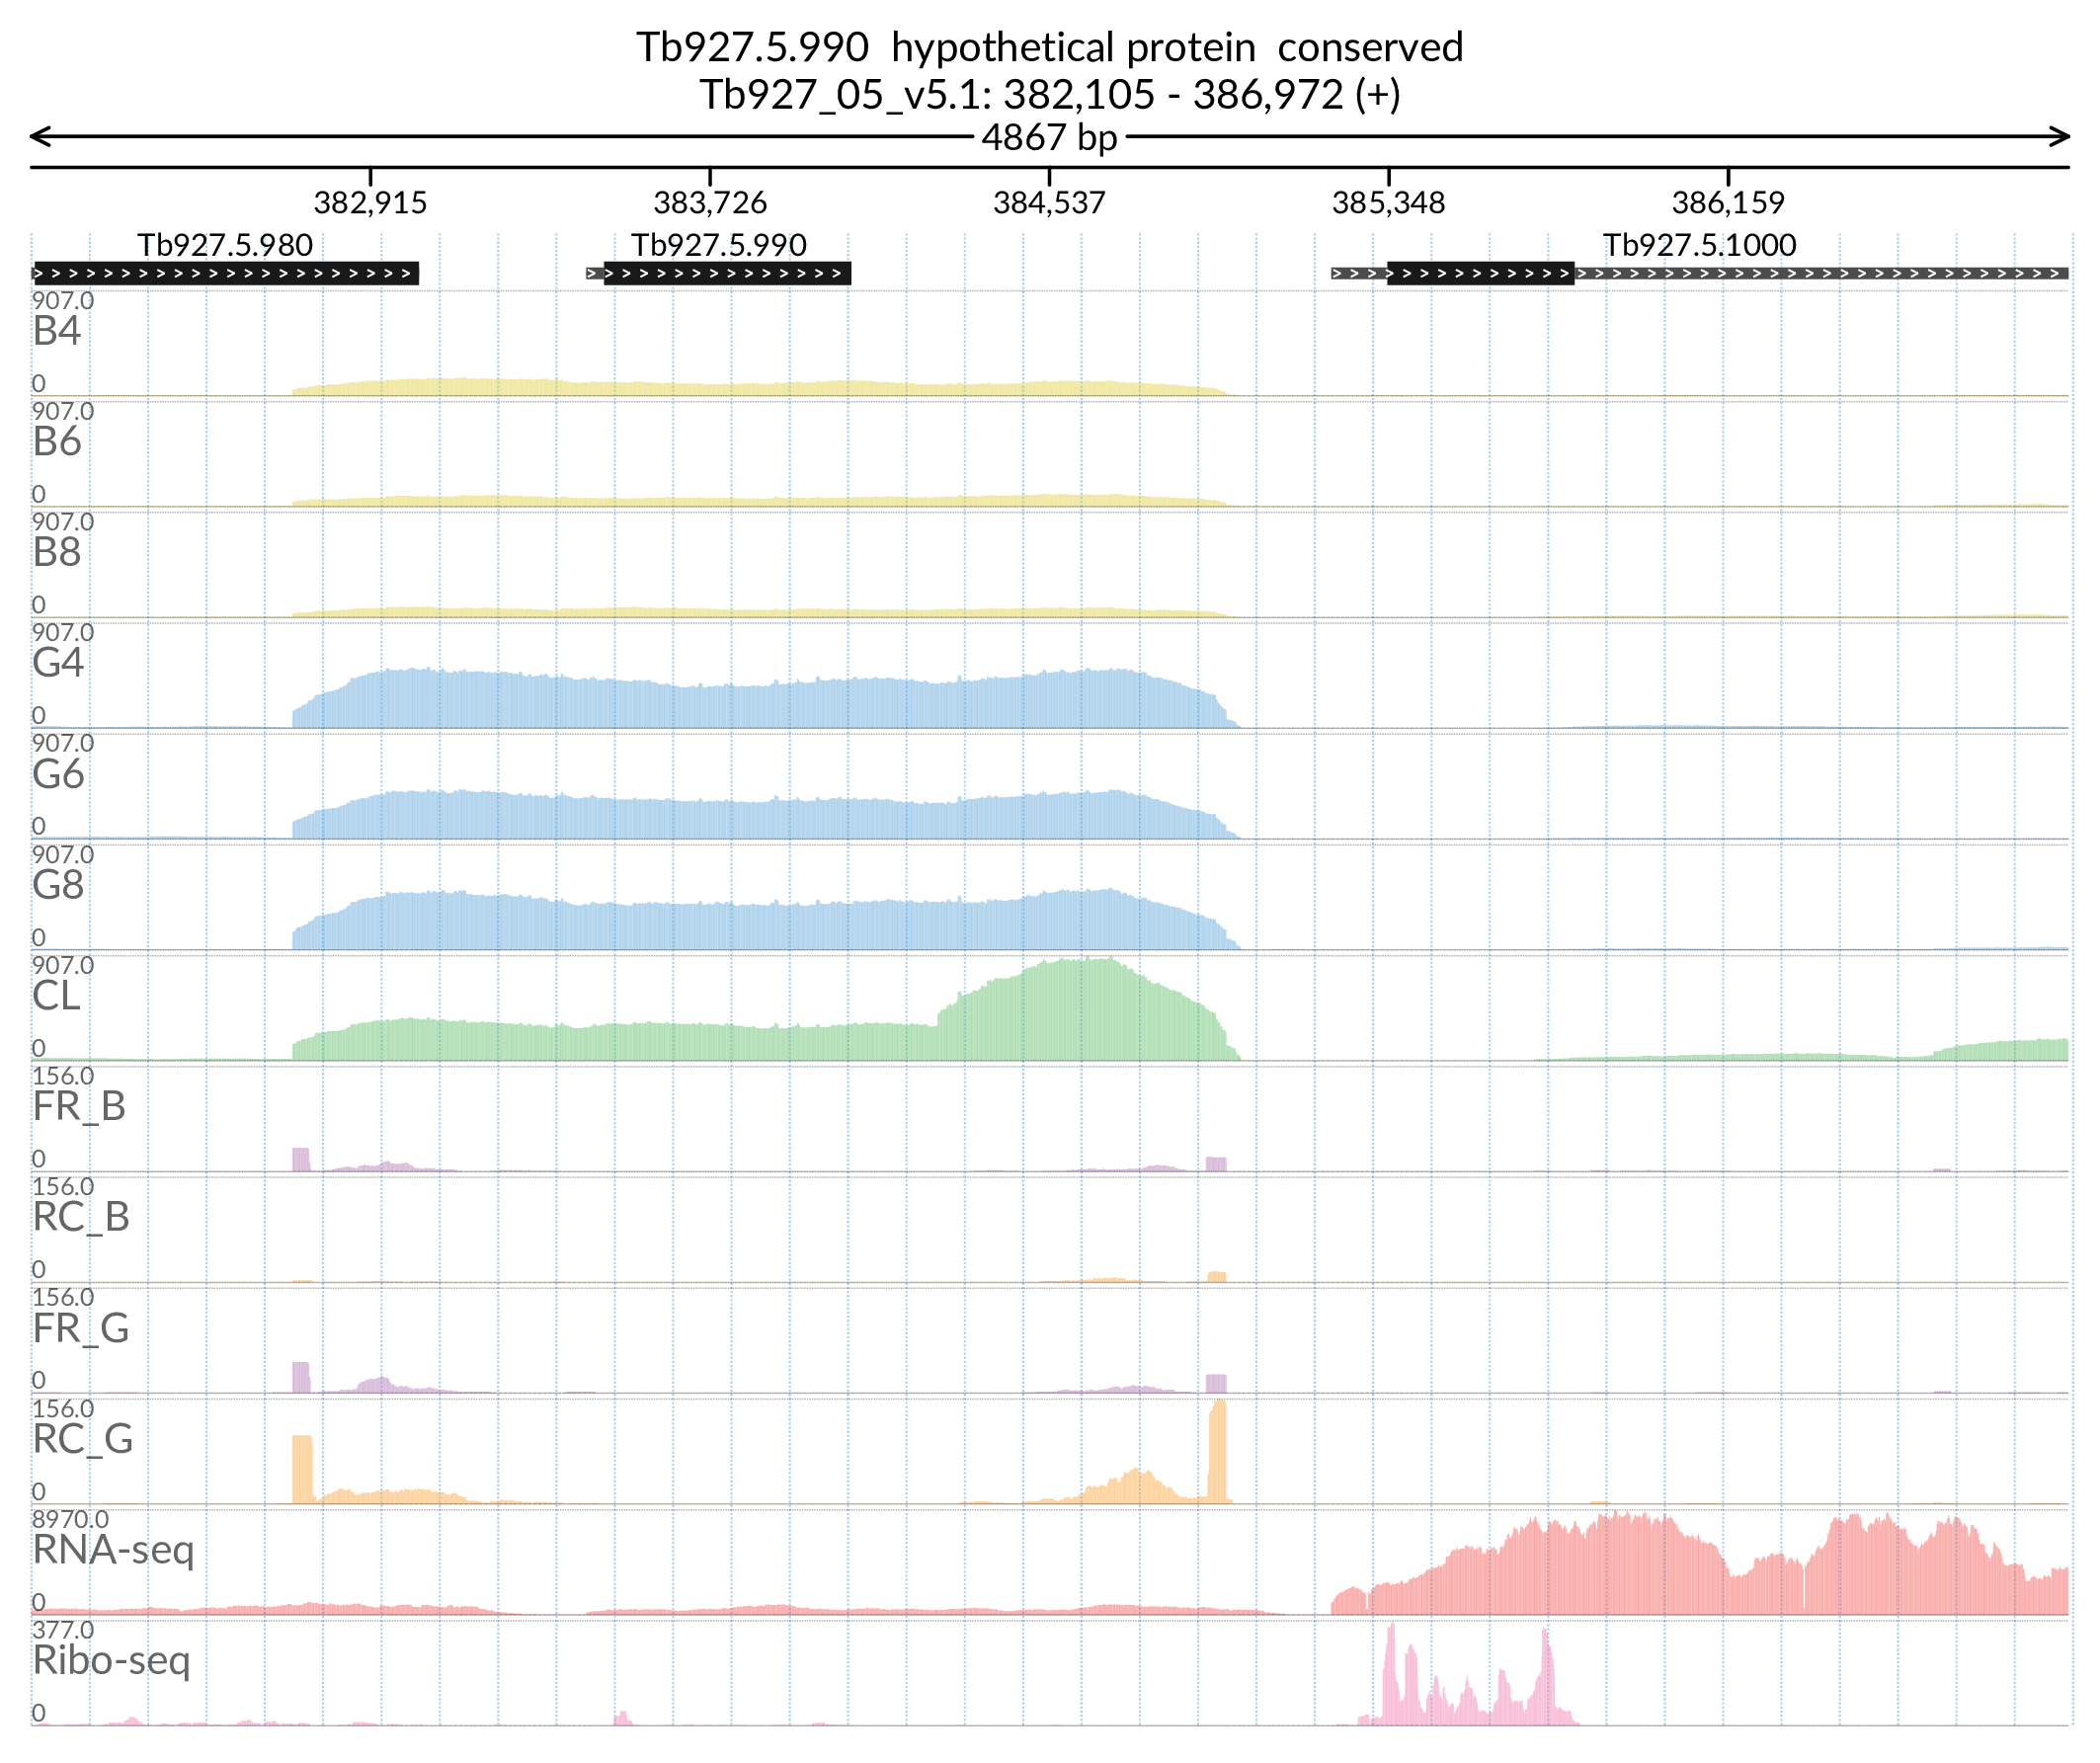 Tb927.5.990  hypothetical protein  conserved
Tb927_05_v5.1: 382,105 - 386,972 (+)
4867 bp
382,915 383,726 384,537 385,348 386,159
Tb927.5.980 Tb927.5.990 Tb927.5.1000
907.0
B4
0
907.0
B6
0
907.0
B8
0
907.0
G4
0
907.0
G6
0
907.0
G8
0
907.0
CL
0
156.0
FR_B
0
156.0
RC_B
0
156.0
FR_G
0
156.0
RC_G
0
8970.0
RNA-seq
0
377.0
Ribo-seq
0